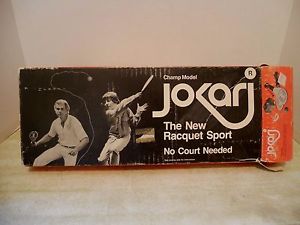 Champ Model
R
jokari
The New
Racquet Sport
No Court Needed
jokari